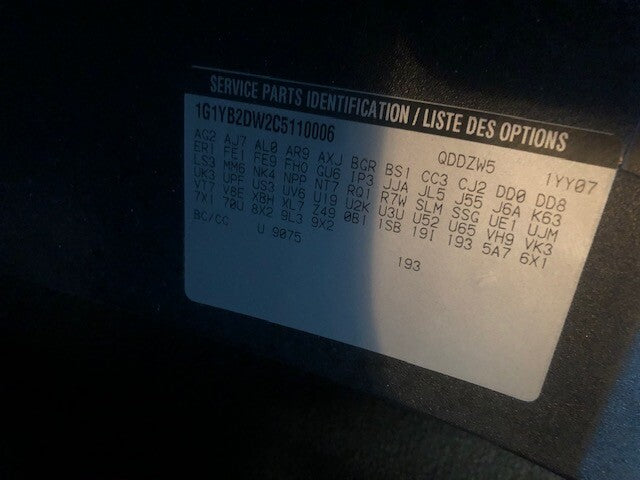 SERVICE PARTS IDENTIFICATION / LISTE DES OPTIONS
1G1YB2DW2C5110006 QDDZW5 1YY07
AG2 AJ7 AL0 AR9 AXJ BGR BS1 CC3 CJ2 DD0 DD8
ER1 FE1 FE9 FHO GU6 IP3 JJA JL5 J55 J6A K63
LS3 MM6 NK4 NPP NT7 RQ1 R7W SLM SSG UE1 UJM
UK3 UPF US3 UV6 U19 U2K U3U U52 U65 VH9 VK3
VT7 V8E XBH XL7 Z49 0B1 1SB 19I 193 5A7 6X1
7X1 70U 8X2 9L3 9X2
BC/CC U 9075 193